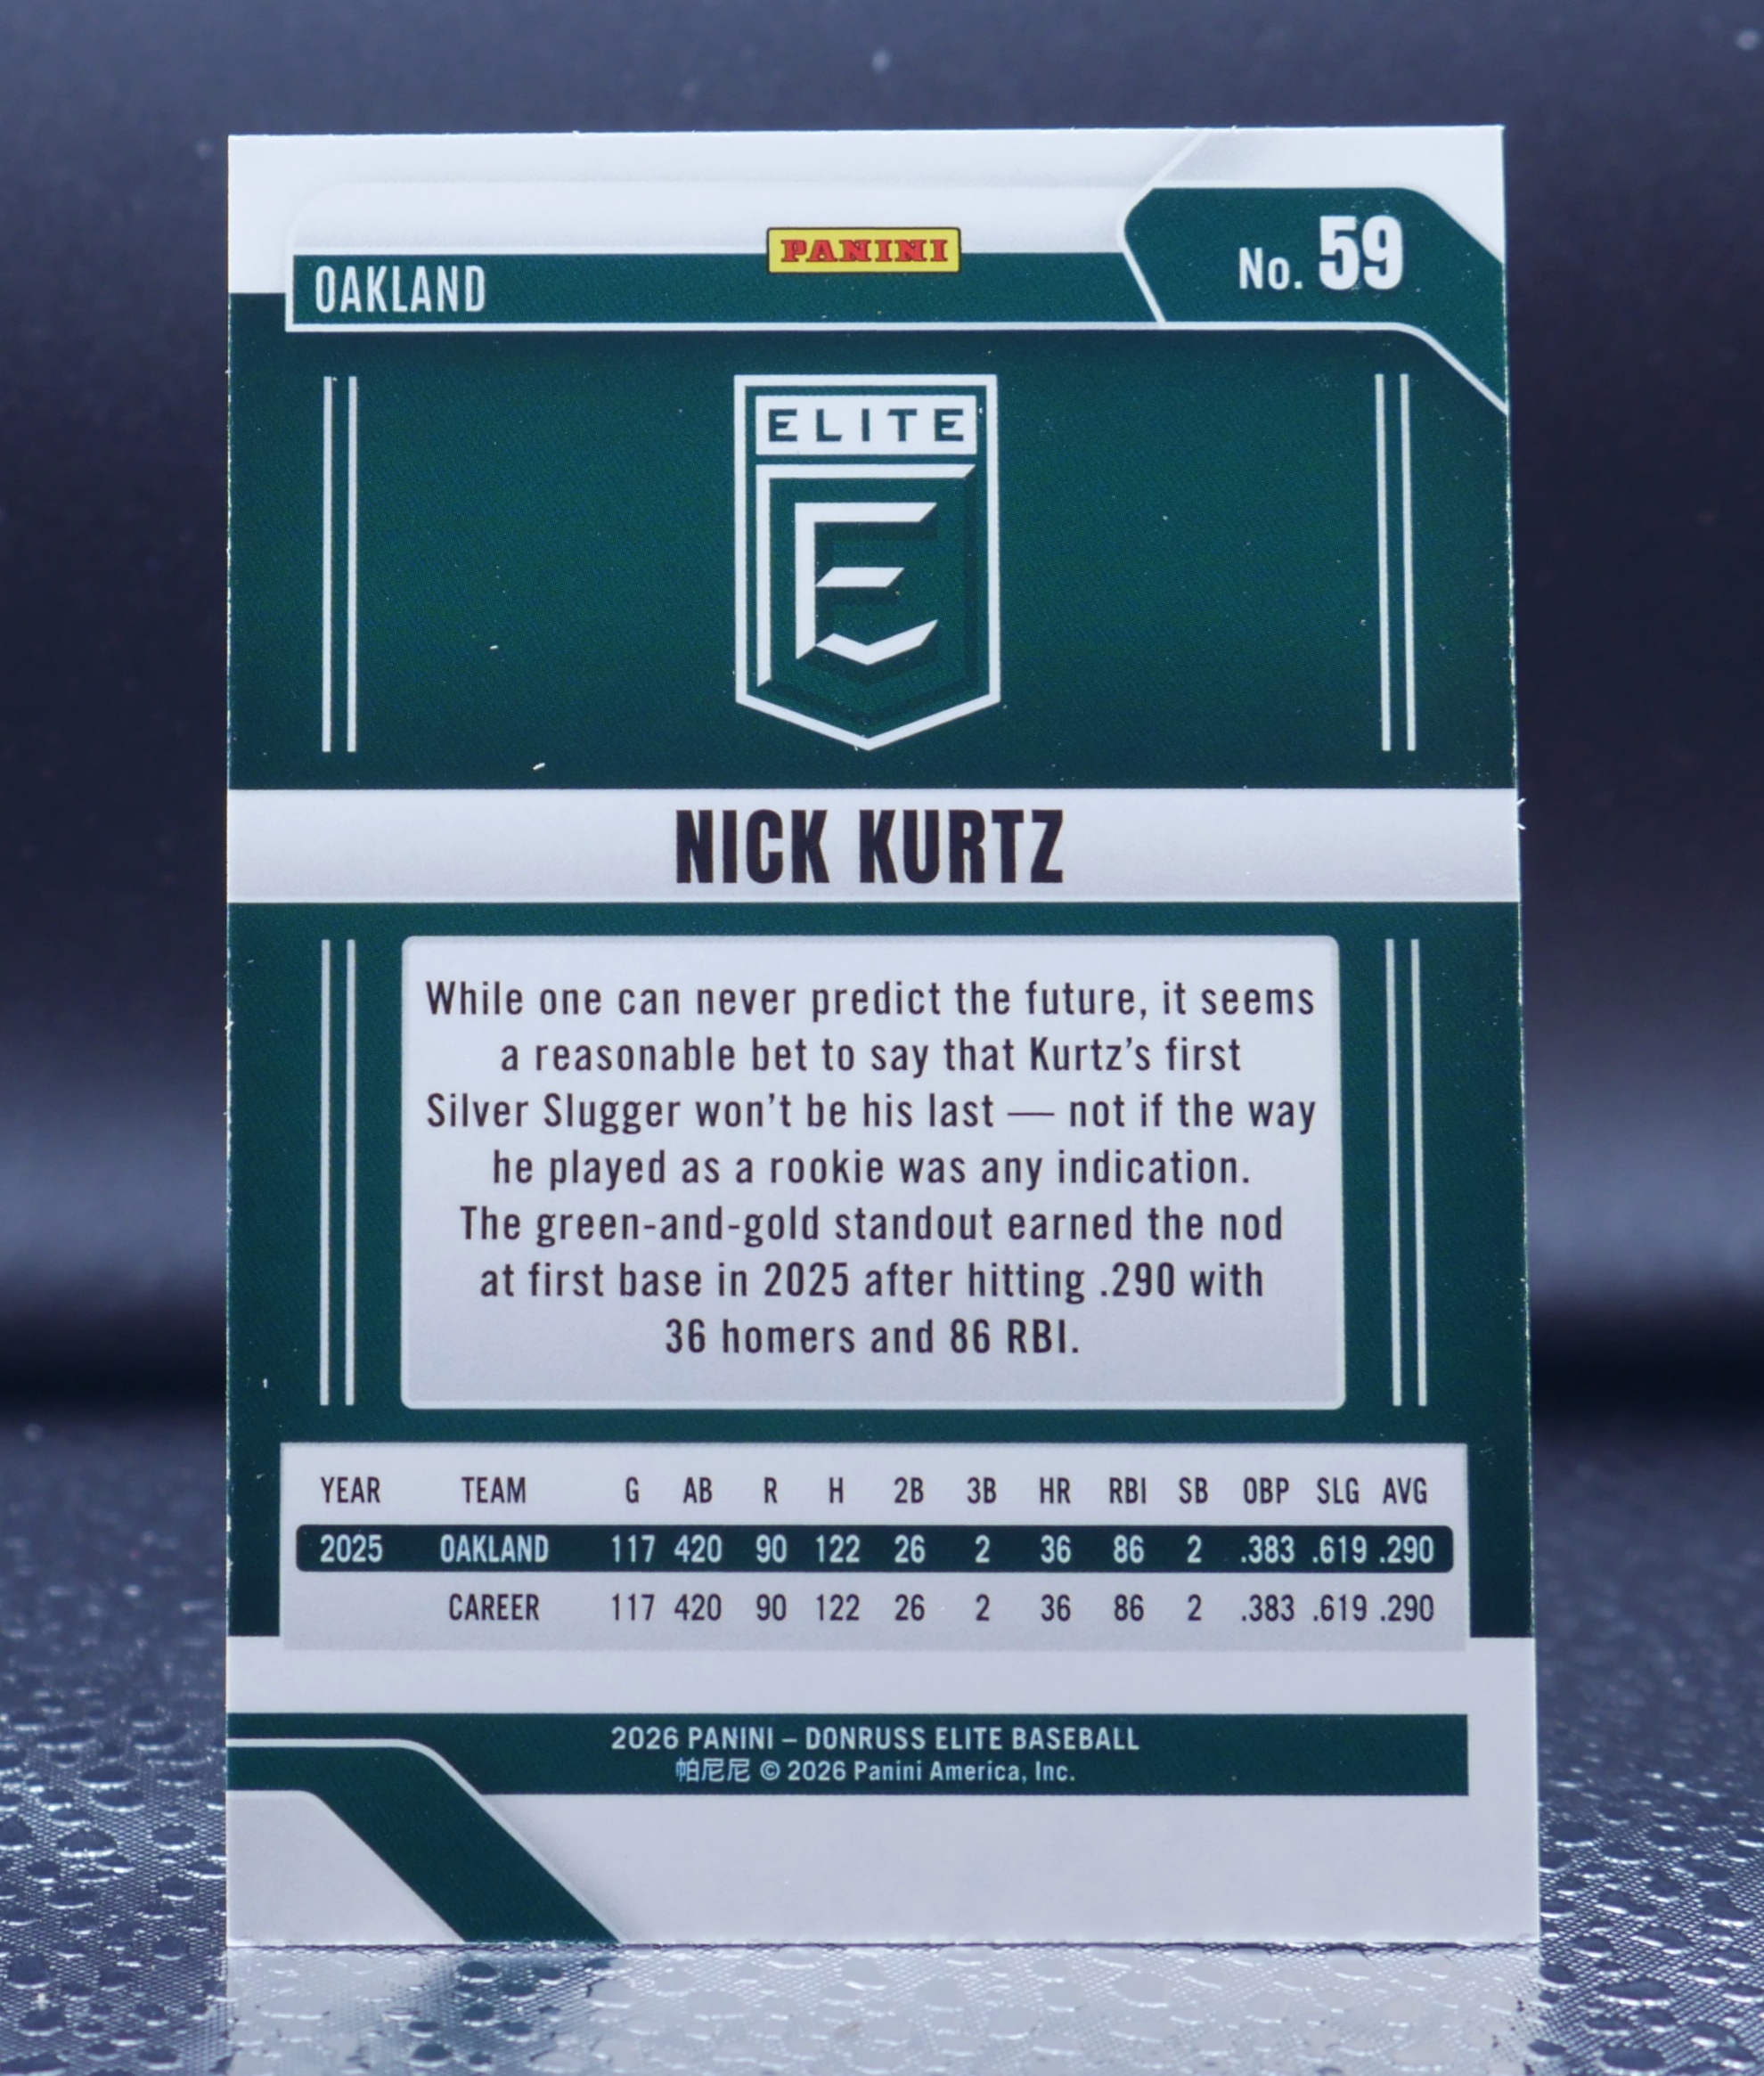 PANINI
No. 59
OAKLAND
ELITE
E
NICK KURTZ
While one can never predict the future, it seems
a reasonable bet to say that Kurtz's first
Silver Slugger won't be his last — not if the way
he played as a rookie was any indication.
The green-and-gold standout earned the nod
at first base in 2025 after hitting .290 with
36 homers and 86 RBI.
YEAR TEAM G AB R H 2B 3B HR RBI SB OBP SLG AVG
2025 OAKLAND 117 420 90 122 26 2 36 86 2 .383 .619 .290
CAREER 117 420 90 122 26 2 36 86 2 .383 .619 .290
2026 PANINI – DONRUSS ELITE BASEBALL
帕尼尼 © 2026 Panini America, Inc.